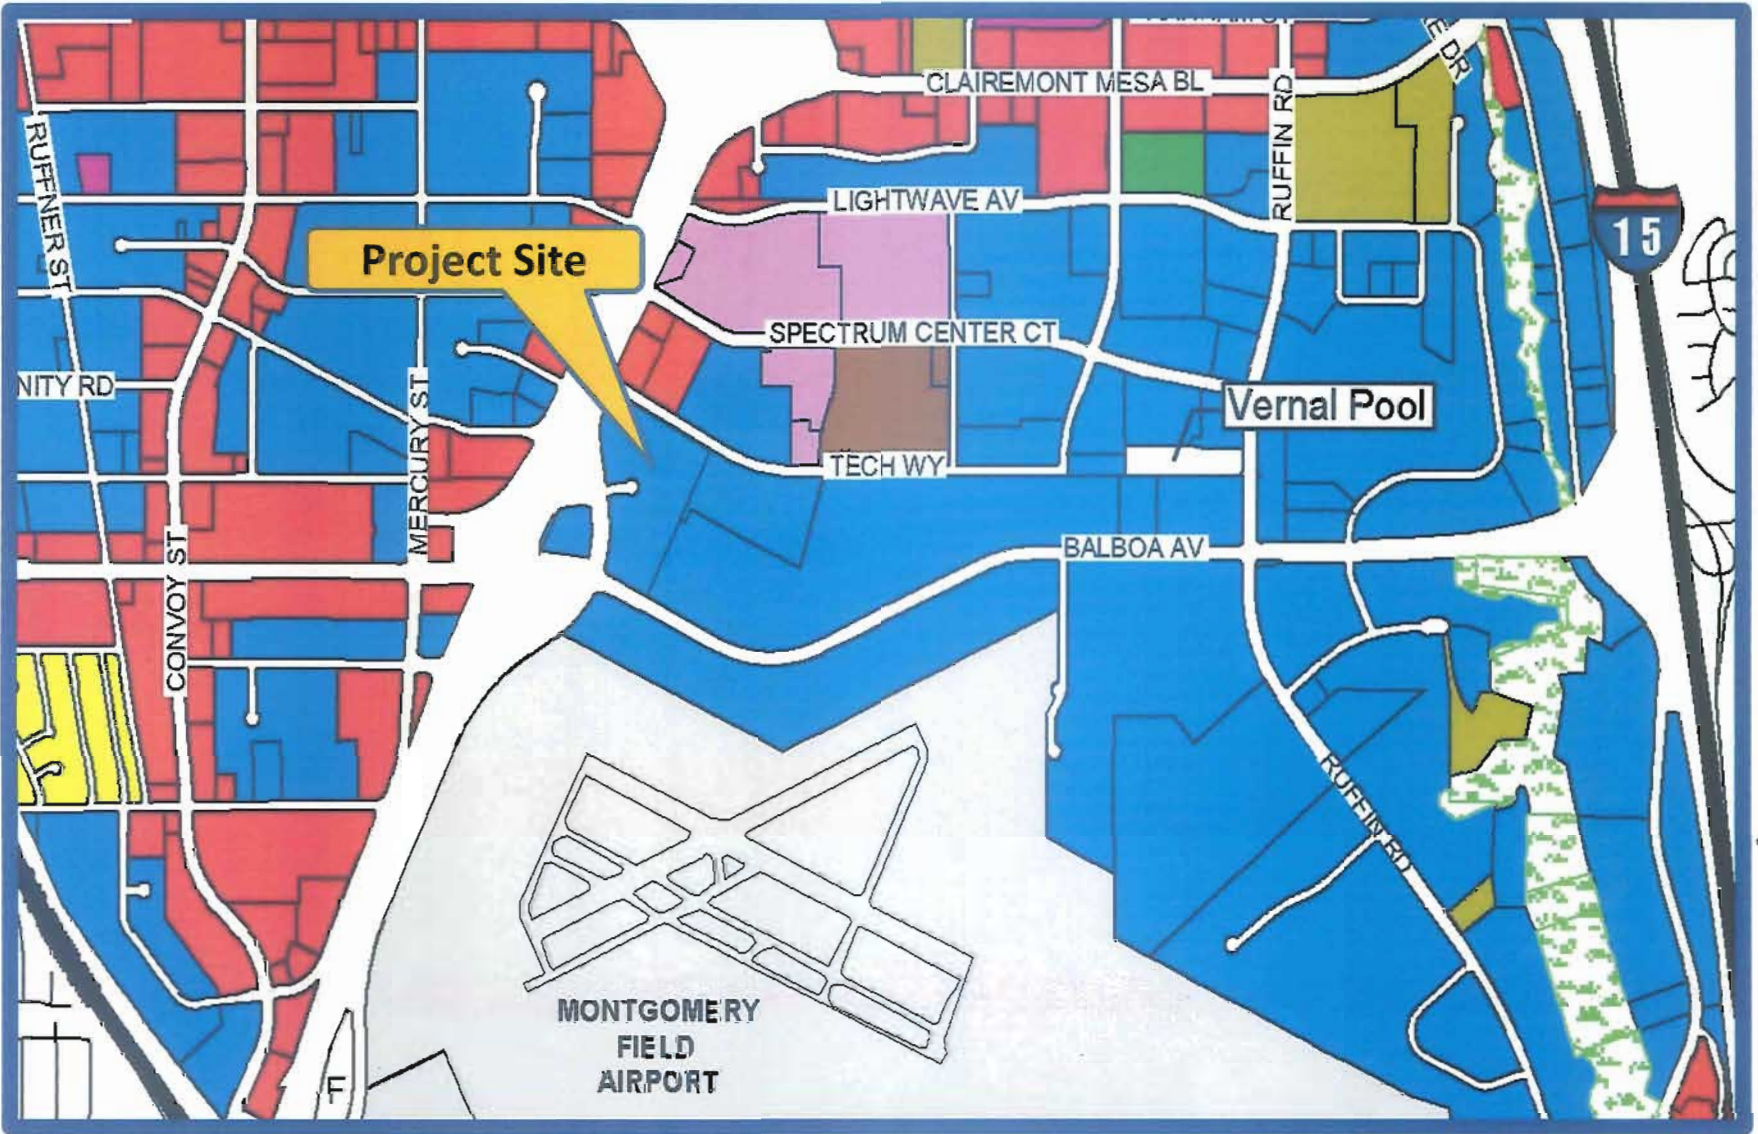 CLAIREMONT MESA BL
E DR
RUFFIN RD
RUFFNER ST
LIGHTWAVE AV
15
Project Site
SPECTRUM CENTER CT
NITY RD
MERCURY ST
Vernal Pool
TECH WY
CONVOY ST
BALBOA AV
RUFFIN RD
MONTGOMERY
FIELD
AIRPORT
F